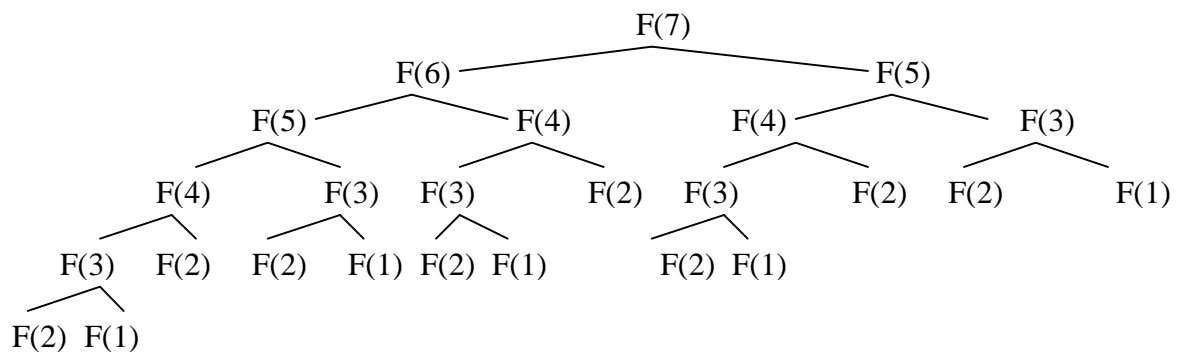 F(7)
F(6) F(5)
F(5) F(4) F(4) F(3)
F(4) F(3) F(3) F(2) F(3) F(2) F(2) F(1)
F(3) F(2) F(2) F(1) F(2) F(1) F(2) F(1)
F(2) F(1)